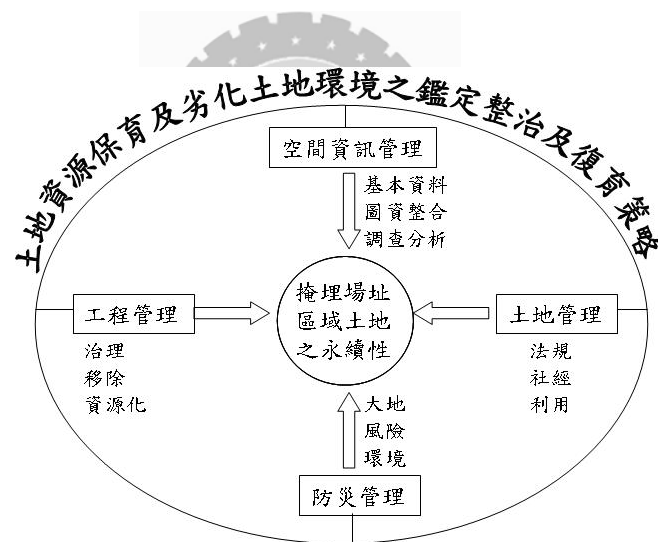 土地資源保育及劣化土地環境之鑑定整治及復育策略
空間資訊管理
基本資料
圖資整合
調查分析
掩埋場址
區域土地
之永續性
工程管理
治理
移除
資源化
土地管理
法規
社經
利用
大地
風險
環境
防災管理